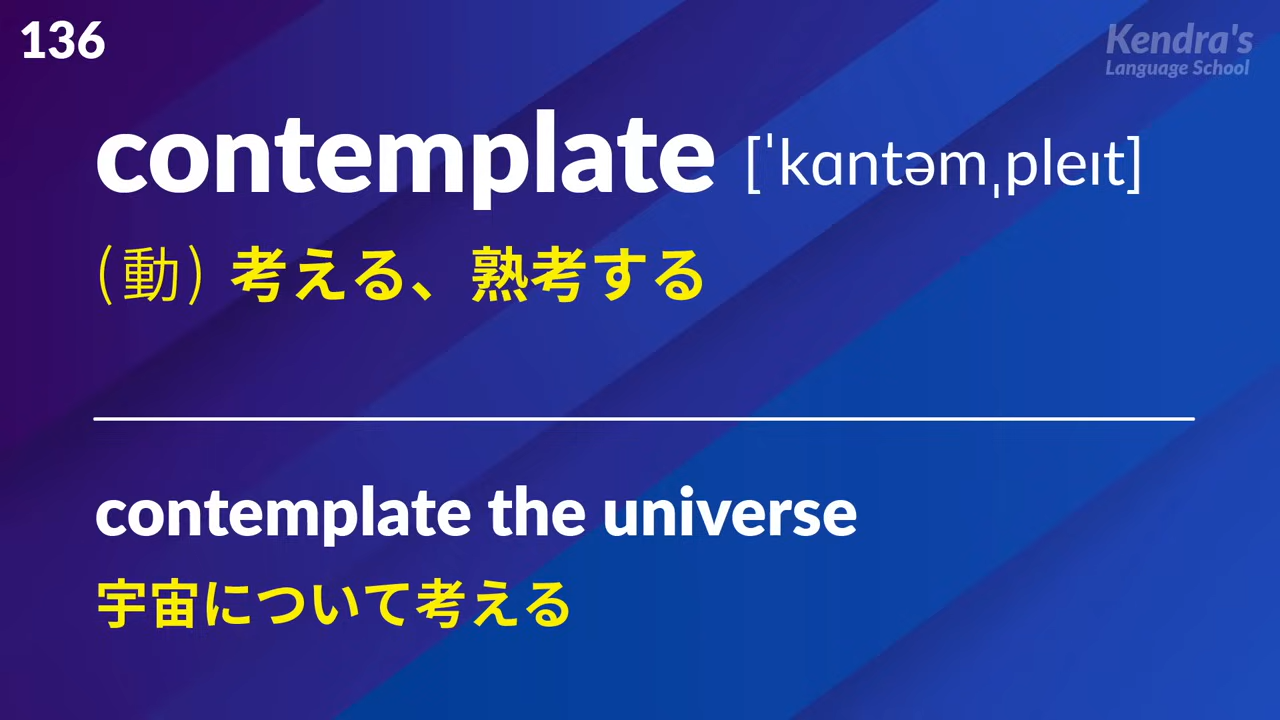 136
Kendra's
Language School
contemplate [ˈkɑntəmˌpleɪt]
(動) 考える、熟考する
contemplate the universe
宇宙について考える